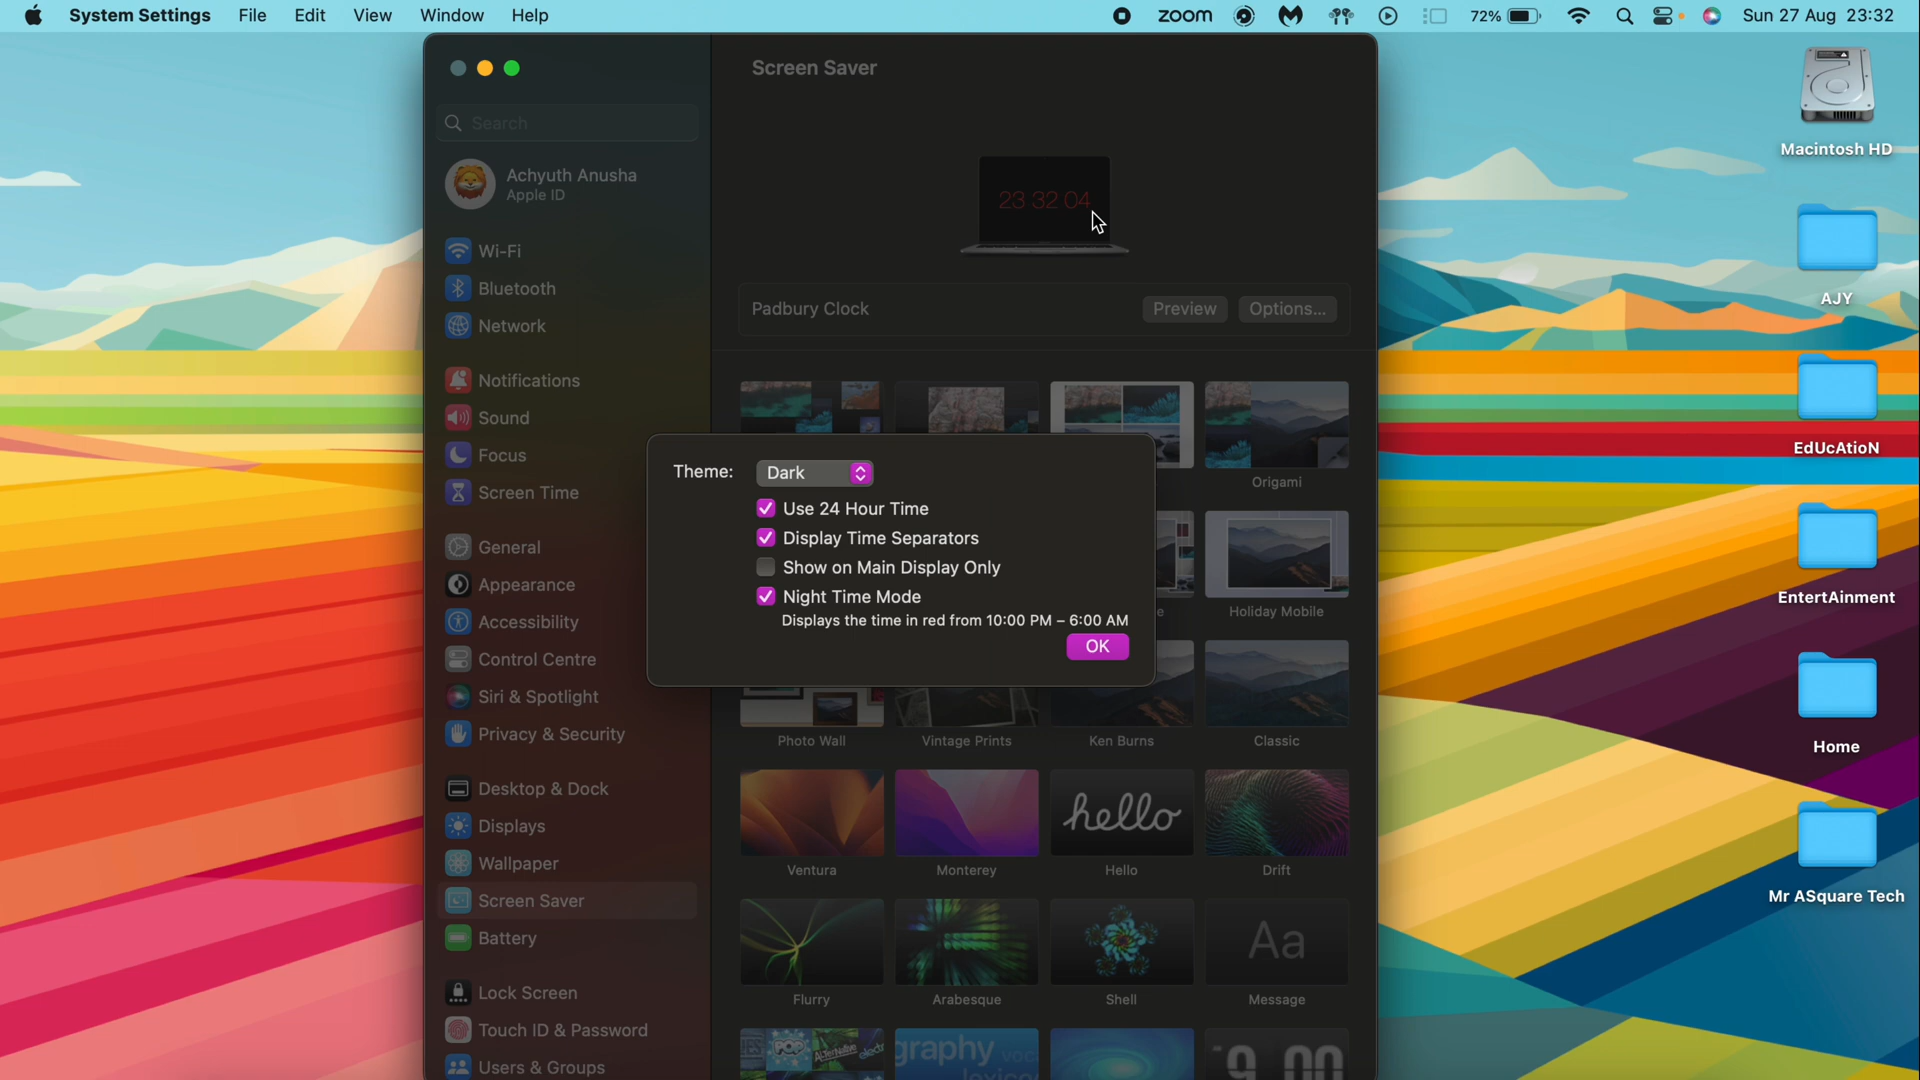 System Settings File Edit View Window Help
zoom 72% Sun 27 Aug 23:32
Screen Saver
Search
Achyuth Anusha
Apple ID
Wi-Fi
Bluetooth
Network
Notifications
Sound
Focus
Screen Time
General
Appearance
Accessibility
Control Centre
Siri & Spotlight
Privacy & Security
Desktop & Dock
Displays
Wallpaper
Screen Saver
Battery
Lock Screen
Touch ID & Password
Users & Groups
23 32 04
Padbury Clock Preview Options...
Origami
Theme: Dark
Use 24 Hour Time
Display Time Separators
Show on Main Display Only
Night Time Mode
Displays the time in red from 10:00 PM – 6:00 AM
OK
Holiday Mobile
Photo Wall Vintage Prints Ken Burns Classic
hello
Ventura Monterey Hello Drift
Aa
Flurry Arabesque Shell Message
POP
Macintosh HD
AJY
EdUcAtioN
EntertAinment
Home
Mr ASquare Tech